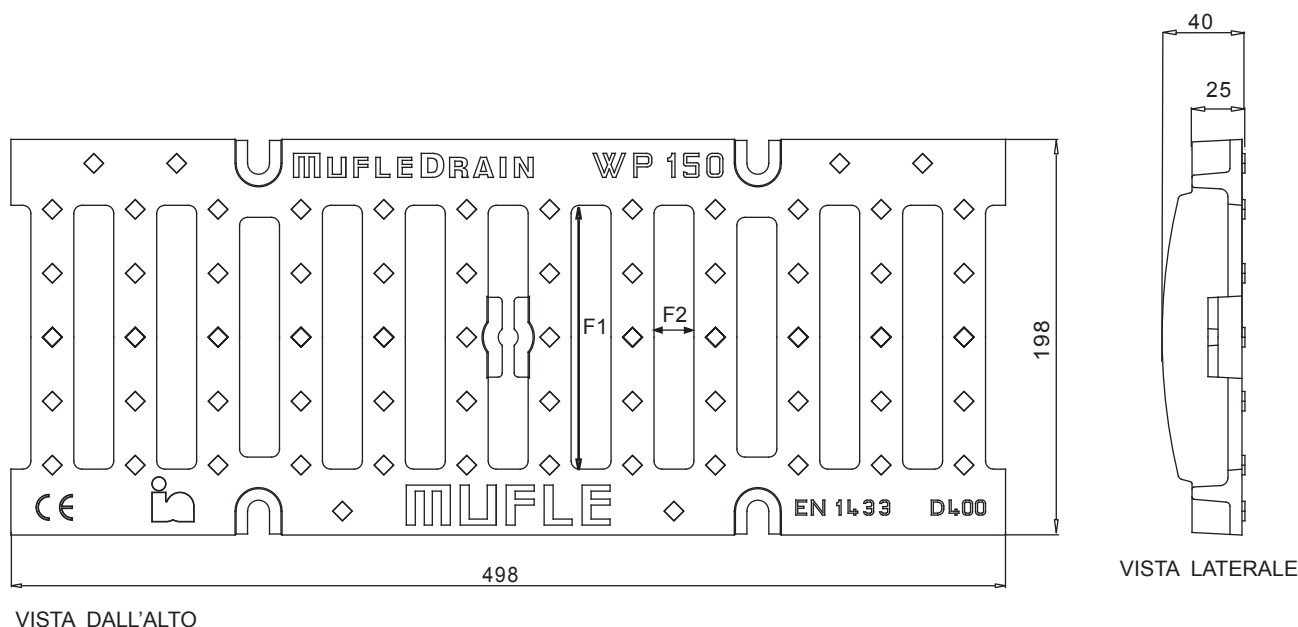 40
25
MUFLEDRAIN WP 150
F1
F2
198
CE
in
MUFLE
EN 1433 D400
498
VISTA LATERALE
VISTA DALL'ALTO